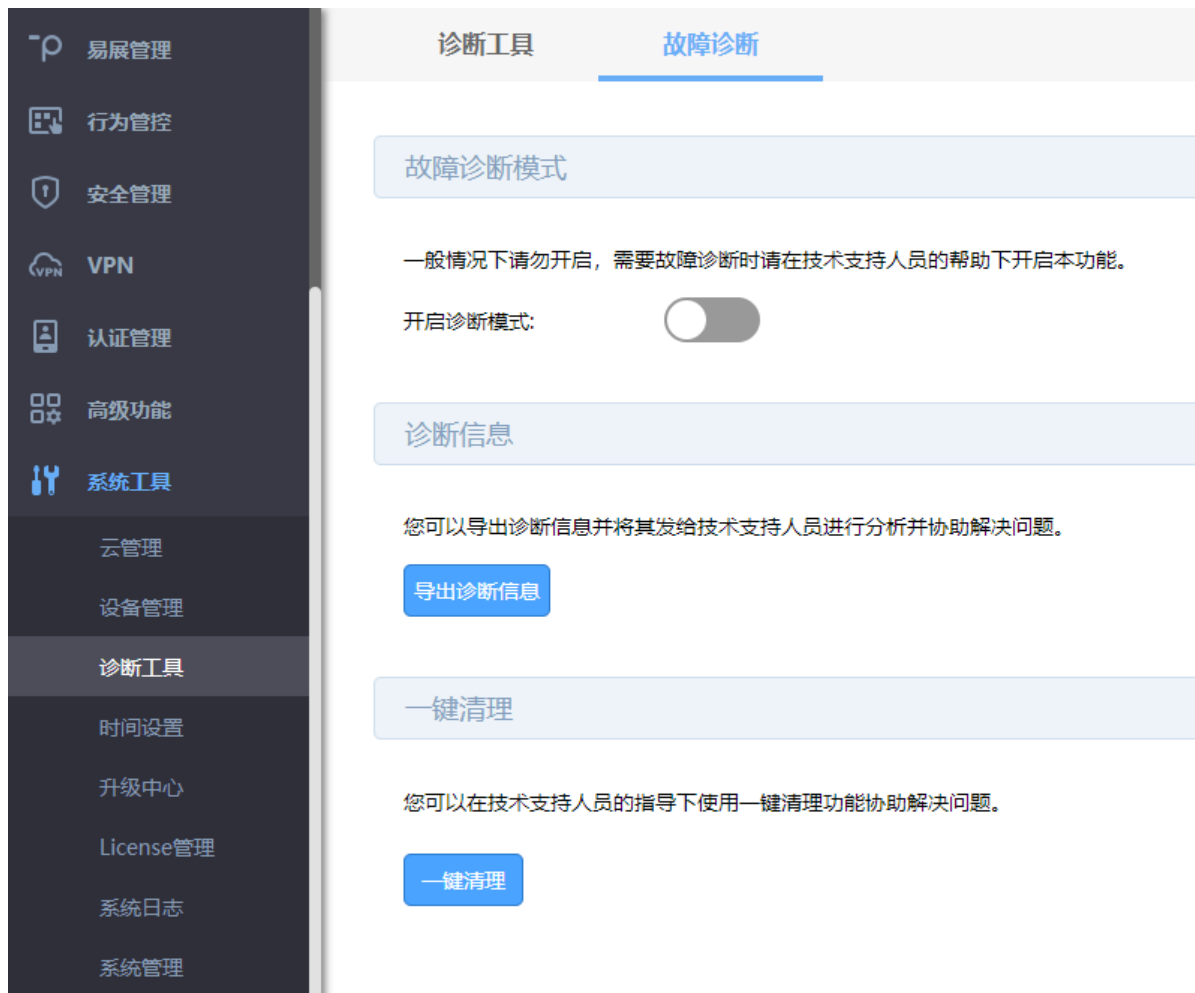 易展管理
行为管控
安全管理
VPN
VPN
认证管理
高级功能
系统工具
云管理
设备管理
诊断工具
时间设置
升级中心
License管理
系统日志
系统管理
诊断工具
故障诊断
故障诊断模式
一般情况下请勿开启，需要故障诊断时请在技术支持人员的帮助下开启本功能。
开启诊断模式:
诊断信息
您可以导出诊断信息并将其发给技术支持人员进行分析并协助解决问题。
导出诊断信息
一键清理
您可以在技术支持人员的指导下使用一键清理功能协助解决问题。
一键清理